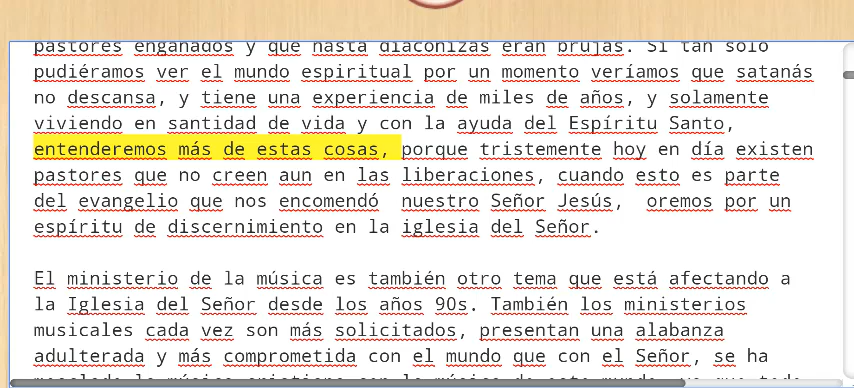 pastores engañados y que hasta diaconizas eran brujas. Si tan solo
pudiéramos ver el mundo espiritual por un momento veríamos que satanás
no descansa, y tiene una experiencia de miles de años, y solamente
viviendo en santidad de vida y con la ayuda del Espíritu Santo,
entenderemos más de estas cosas, porque tristemente hoy en día existen
pastores que no creen aun en las liberaciones, cuando esto es parte
del evangelio que nos encomendó  nuestro Señor Jesús,  oremos por un
espíritu de discernimiento en la iglesia del Señor.
El ministerio de la música es también otro tema que está afectando a
la Iglesia del Señor desde los años 90s. También los ministerios
musicales cada vez son más solicitados, presentan una alabanza
adulterada y más comprometida con el mundo que con el Señor, se ha